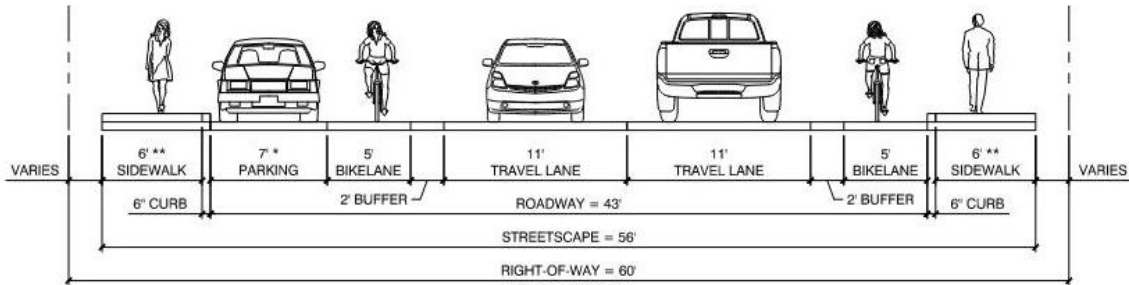 6' **
SIDEWALK
7' *
PARKING
5'
BIKELANE
11'
TRAVEL LANE
11'
TRAVEL LANE
5'
BIKELANE
6' **
SIDEWALK
VARIES
VARIES
6" CURB
2' BUFFER
ROADWAY = 43'
2' BUFFER
6" CURB
STREETSCAPE = 56'
RIGHT-OF-WAY = 60'